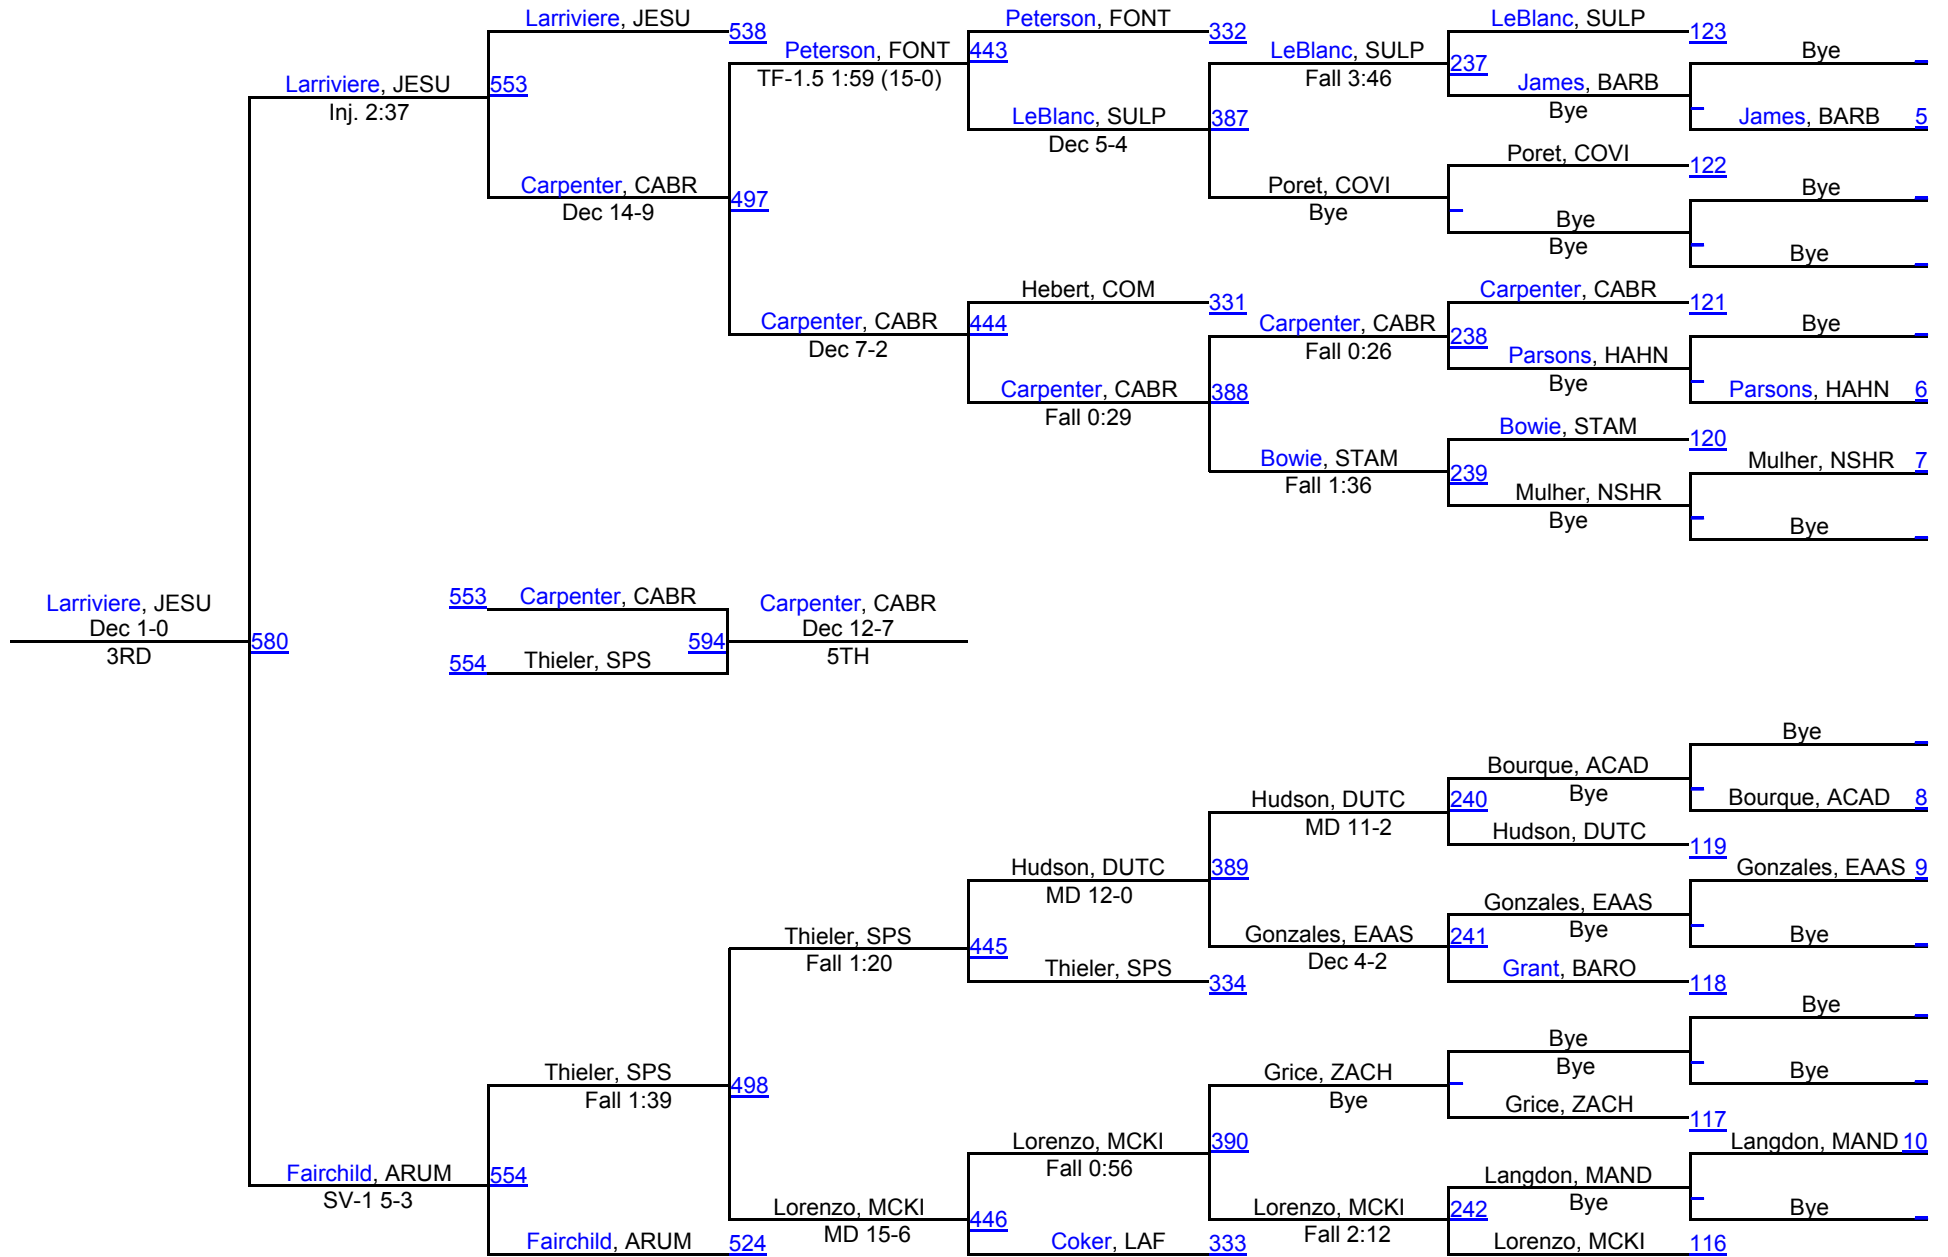 Larriviere, JESU
538
Peterson, FONT
332
LeBlanc, SULP
123
Bye
Peterson, FONT
443
TF-1.5 1:59 (15-0)
LeBlanc, SULP
237
Fall 3:46
Larriviere, JESU
553
Inj. 2:37
James, BARB
Bye
LeBlanc, SULP
387
Dec 5-4
James, BARB
5
Poret, COVI
122
Carpenter, CABR
497
Dec 14-9
Poret, COVI
Bye
Bye
Bye
Bye
Bye
Hebert, COM
331
Carpenter, CABR
121
Carpenter, CABR
444
Dec 7-2
Carpenter, CABR
238
Fall 0:26
Bye
Parsons, HAHN
Bye
Carpenter, CABR
388
Fall 0:29
Parsons, HAHN
6
Bowie, STAM
120
Bowie, STAM
239
Fall 1:36
Mulher, NSHR
7
Mulher, NSHR
Bye
Bye
Larriviere, JESU
Dec 1-0
3RD
580
553
Carpenter, CABR
594
554
Thieler, SPS
Carpenter, CABR
Dec 12-7
5TH
Bye
Bourque, ACAD
Bye
Hudson, DUTC
240
MD 11-2
Bourque, ACAD
8
Hudson, DUTC
119
Hudson, DUTC
389
MD 12-0
Gonzales, EAAS
9
Gonzales, EAAS
Bye
Thieler, SPS
445
Fall 1:20
Gonzales, EAAS
241
Dec 4-2
Bye
Thieler, SPS
334
Grant, BARO
118
Bye
Bye
Bye
Thieler, SPS
498
Fall 1:39
Grice, ZACH
Bye
Bye
Grice, ZACH
117
Lorenzo, MCKI
390
Fall 0:56
Langdon, MAND
10
Fairchild, ARUM
554
SV-1 5-3
Langdon, MAND
Bye
Lorenzo, MCKI
446
MD 15-6
Lorenzo, MCKI
242
Fall 2:12
Bye
Fairchild, ARUM
524
Coker, LAF
333
Lorenzo, MCKI
116